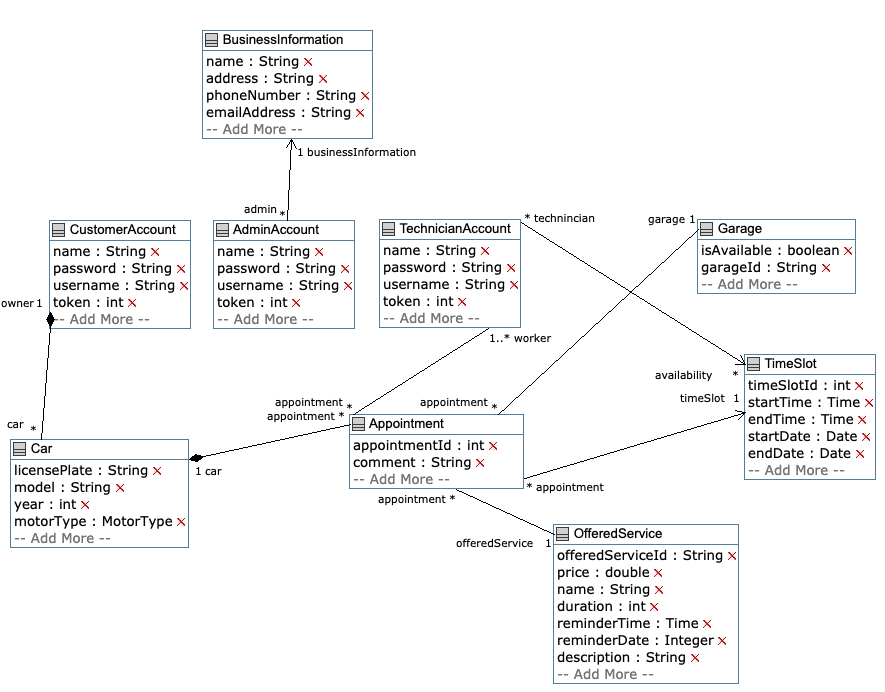 BusinessInformation
name : String ×
address : String ×
phoneNumber : String ×
emailAddress : String ×
-- Add More --
1 businessInformation
admin *
CustomerAccount
name : String ×
password : String ×
username : String ×
token : int ×
-- Add More --
owner 1
AdminAccount
name : String ×
password : String ×
username : String ×
token : int ×
-- Add More --
TechnicianAccount
name : String ×
password : String ×
username : String ×
token : int ×
-- Add More --
* technincian
garage 1
Garage
isAvailable : boolean ×
garageId : String ×
-- Add More --
1..* worker
TimeSlot
timeSlotId : int ×
startTime : Time ×
endTime : Time ×
startDate : Date ×
endDate : Date ×
-- Add More --
availability *
timeSlot 1
appointment *
appointment *
appointment *
car *
Car
licensePlate : String ×
model : String ×
year : int ×
motorType : MotorType ×
-- Add More --
1 car
Appointment
appointmentId : int ×
comment : String ×
-- Add More --
* appointment
appointment *
offeredService 1
OfferedService
offeredServiceId : String ×
price : double ×
name : String ×
duration : int ×
reminderTime : Time ×
reminderDate : Integer ×
description : String ×
-- Add More --